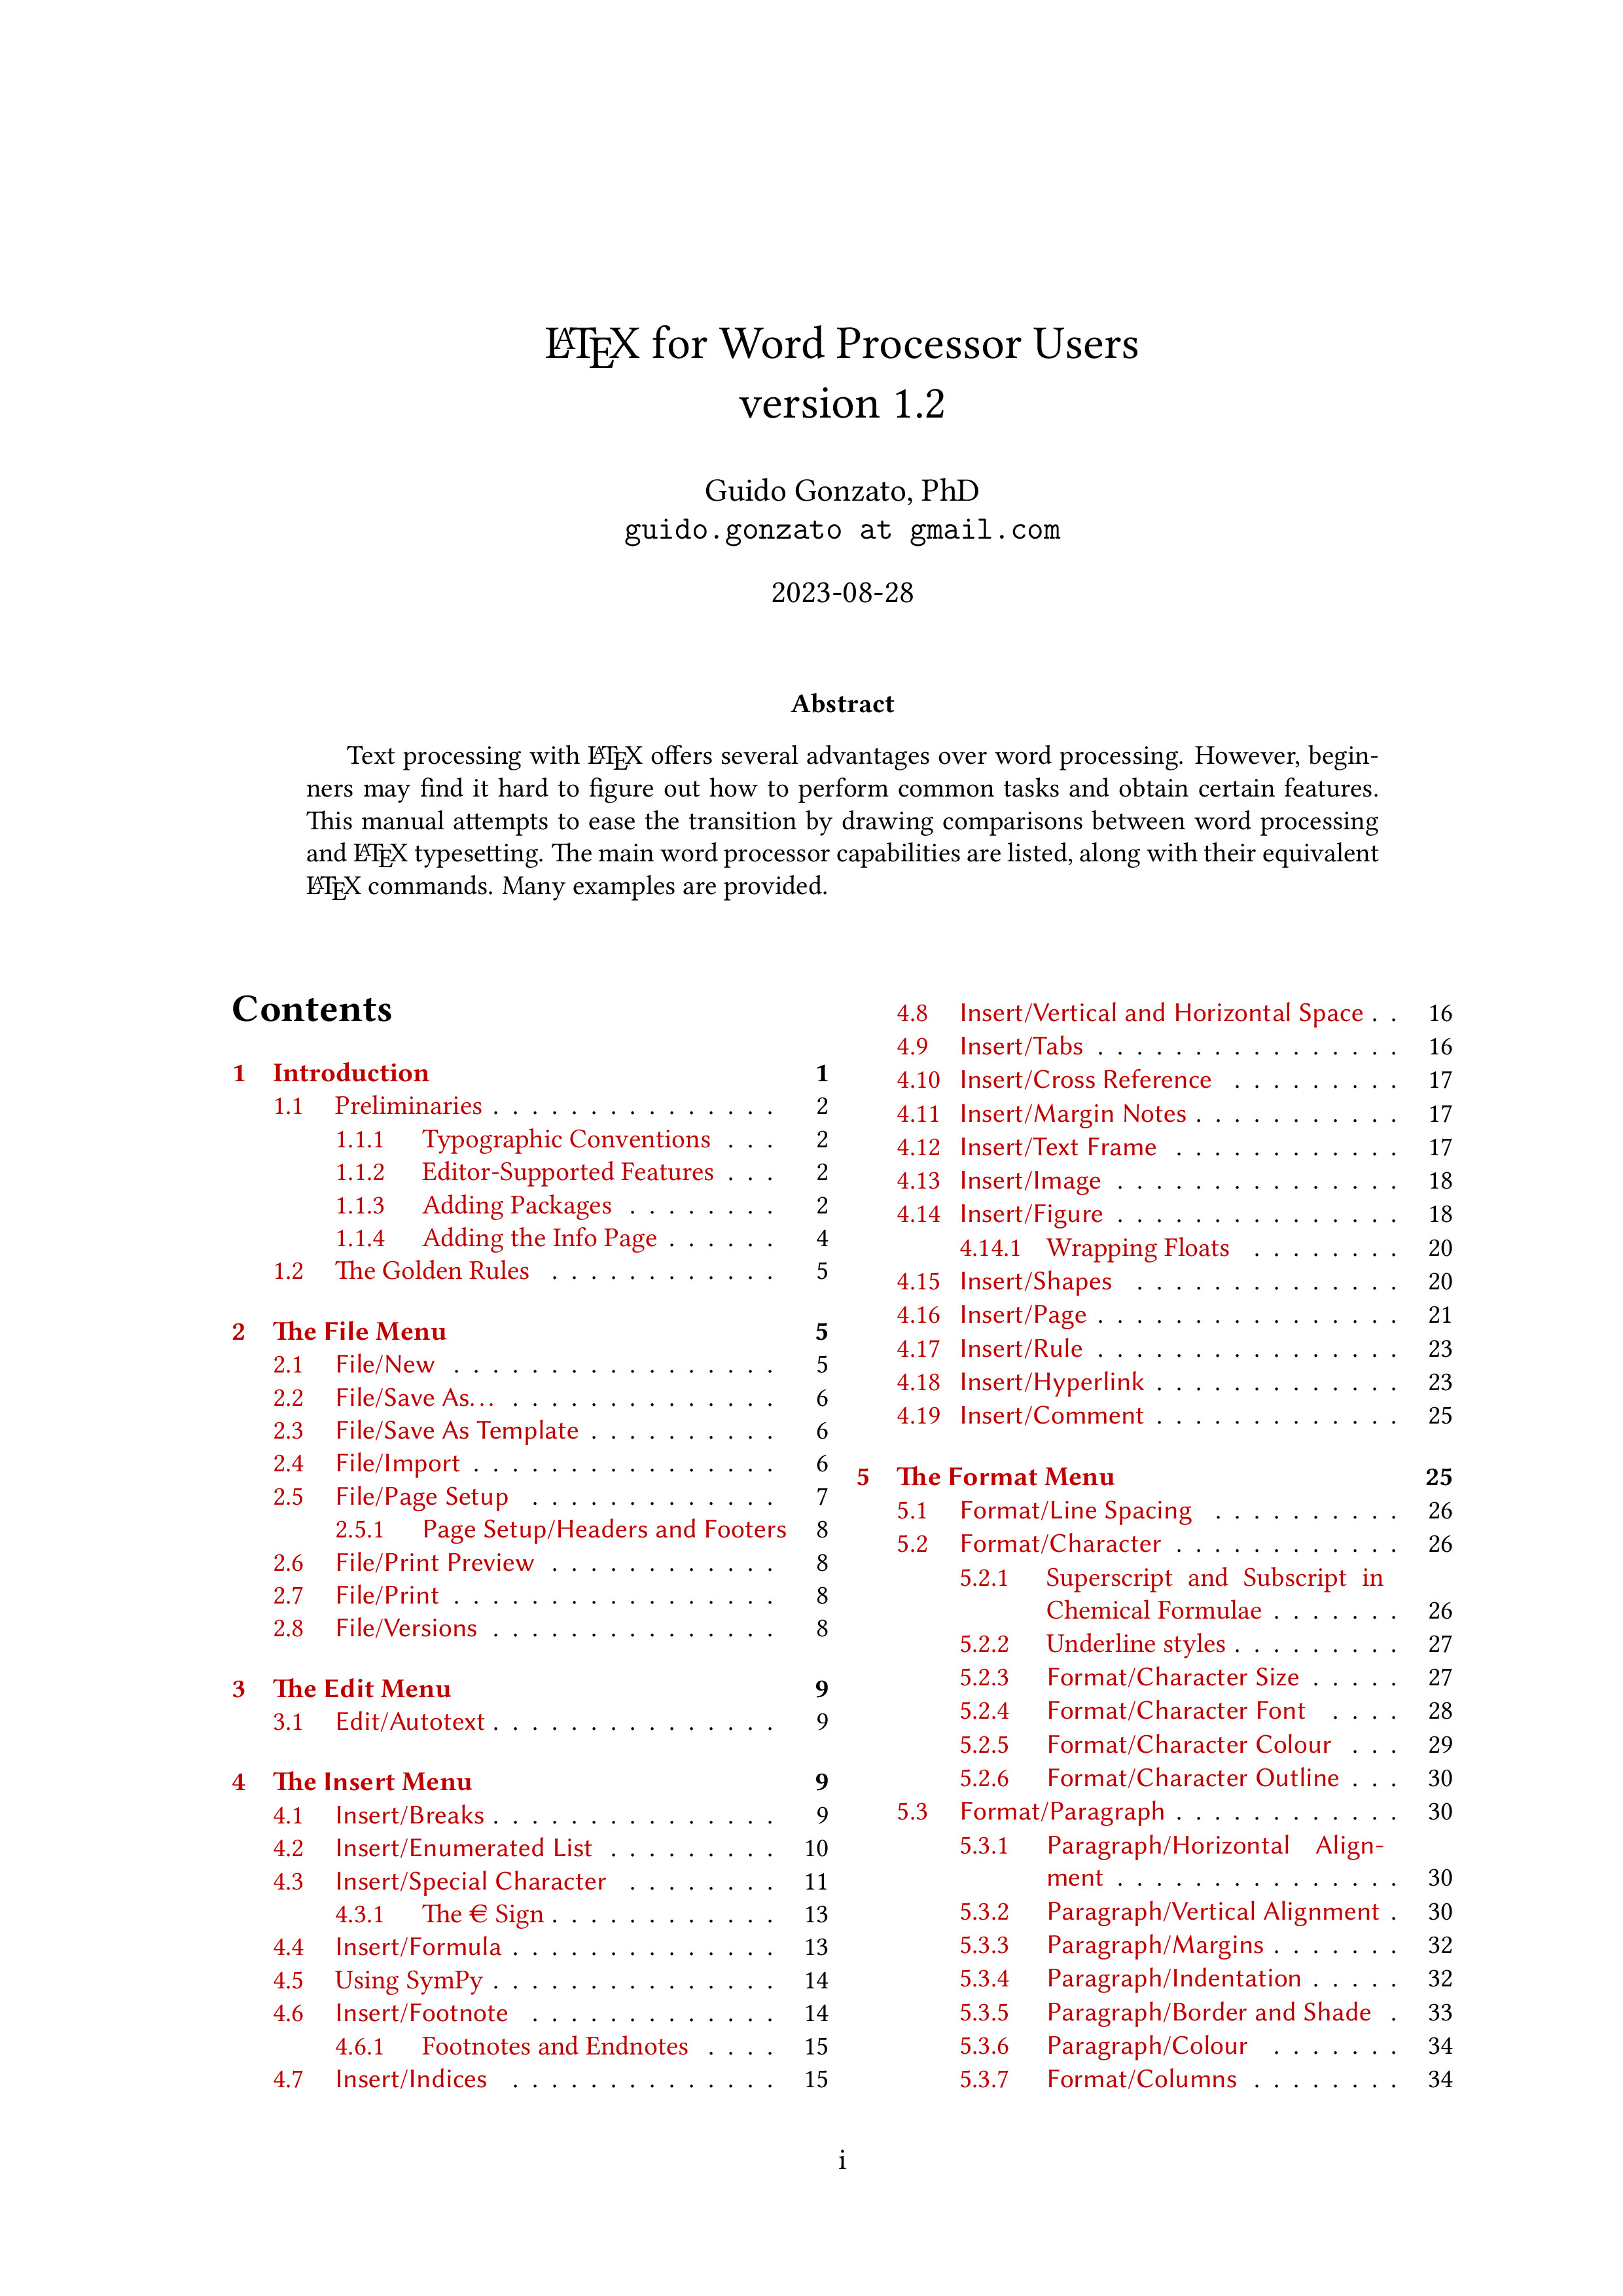 LATEX for Word Processor Users
version 1.2
Guido Gonzato, PhD
guido.gonzato at gmail.com
2023-08-28
Abstract
Text processing with LATEX offers several advantages over word processing. However, begin-
ners may find it hard to figure out how to perform common tasks and obtain certain features.
This manual attempts to ease the transition by drawing comparisons between word processing
and LATEX typesetting. The main word processor capabilities are listed, along with their equivalent
LATEX commands. Many examples are provided.
Contents
1 Introduction 1
1.1 Preliminaries . . . . . . . . . . . . . . . 2
1.1.1 Typographic Conventions . . . 2
1.1.2 Editor-Supported Features . . . 2
1.1.3 Adding Packages . . . . . . . . 2
1.1.4 Adding the Info Page . . . . . . 4
1.2 The Golden Rules . . . . . . . . . . . . 5
2 The File Menu 5
2.1 File/New . . . . . . . . . . . . . . . . . 5
2.2 File/Save As… . . . . . . . . . . . . . . 6
2.3 File/Save As Template . . . . . . . . . . 6
2.4 File/Import . . . . . . . . . . . . . . . . 6
2.5 File/Page Setup . . . . . . . . . . . . . 7
2.5.1 Page Setup/Headers and Footers 8
2.6 File/Print Preview . . . . . . . . . . . . 8
2.7 File/Print . . . . . . . . . . . . . . . . . 8
2.8 File/Versions . . . . . . . . . . . . . . . 8
3 The Edit Menu 9
3.1 Edit/Autotext . . . . . . . . . . . . . . . 9
4 The Insert Menu 9
4.1 Insert/Breaks . . . . . . . . . . . . . . . 9
4.2 Insert/Enumerated List . . . . . . . . . 10
4.3 Insert/Special Character . . . . . . . . 11
4.3.1 The € Sign . . . . . . . . . . . . 13
4.4 Insert/Formula . . . . . . . . . . . . . . 13
4.5 Using SymPy . . . . . . . . . . . . . . . 14
4.6 Insert/Footnote . . . . . . . . . . . . . 14
4.6.1 Footnotes and Endnotes . . . . 15
4.7 Insert/Indices . . . . . . . . . . . . . . 15
4.8 Insert/Vertical and Horizontal Space . . 16
4.9 Insert/Tabs . . . . . . . . . . . . . . . . 16
4.10 Insert/Cross Reference . . . . . . . . . 17
4.11 Insert/Margin Notes . . . . . . . . . . . 17
4.12 Insert/Text Frame . . . . . . . . . . . . 17
4.13 Insert/Image . . . . . . . . . . . . . . . 18
4.14 Insert/Figure . . . . . . . . . . . . . . . 18
4.14.1 Wrapping Floats . . . . . . . . 20
4.15 Insert/Shapes . . . . . . . . . . . . . . 20
4.16 Insert/Page . . . . . . . . . . . . . . . . 21
4.17 Insert/Rule . . . . . . . . . . . . . . . . 23
4.18 Insert/Hyperlink . . . . . . . . . . . . . 23
4.19 Insert/Comment . . . . . . . . . . . . . 25
5 The Format Menu 25
5.1 Format/Line Spacing . . . . . . . . . . 26
5.2 Format/Character . . . . . . . . . . . . 26
5.2.1 Superscript and Subscript in
Chemical Formulae . . . . . . . 26
5.2.2 Underline styles . . . . . . . . . 27
5.2.3 Format/Character Size . . . . . 27
5.2.4 Format/Character Font . . . . 28
5.2.5 Format/Character Colour . . . 29
5.2.6 Format/Character Outline . . . 30
5.3 Format/Paragraph . . . . . . . . . . . . 30
5.3.1 Paragraph/Horizontal Align-
ment . . . . . . . . . . . . . . . 30
5.3.2 Paragraph/Vertical Alignment . 30
5.3.3 Paragraph/Margins . . . . . . . 32
5.3.4 Paragraph/Indentation . . . . . 32
5.3.5 Paragraph/Border and Shade . 33
5.3.6 Paragraph/Colour . . . . . . . 34
5.3.7 Format/Columns . . . . . . . . 34
i